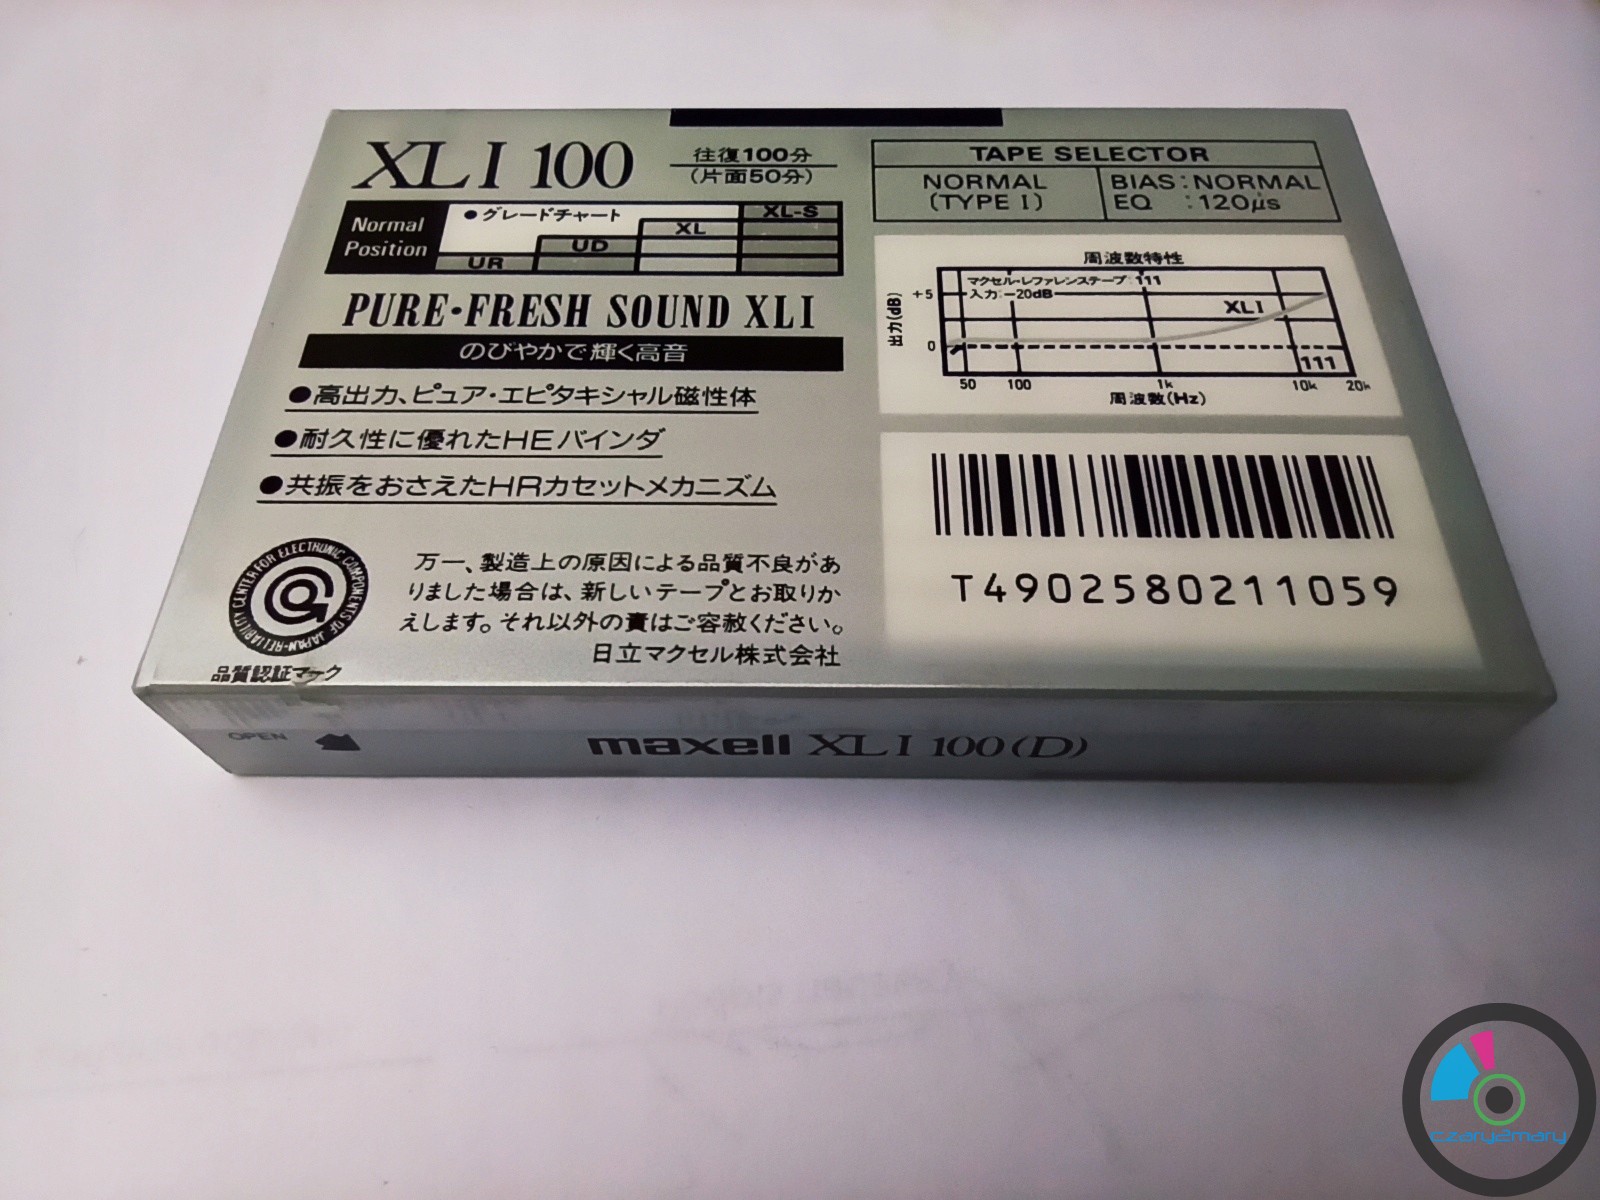 XLI 100
往復100分
(片面50分)
Normal
Position
●グレードチャート
UR
UD
XL
XL-S
PURE・FRESH SOUND XLI
のびやかで輝く高音
●高出力、ピュア・エピタキシャル磁性体
●耐久性に優れたHEバインダ
●共振をおさえたHRカセットメカニズム
RELIABILITY CENTER FOR ELECTRONIC COMPONENTS OF JAPAN
品質認証マーク
万一、製造上の原因による品質不良があ
りました場合は、新しいテープとお取りか
えします。それ以外の責はご容赦ください。
日立マクセル株式会社
TAPE SELECTOR
NORMAL
(TYPE I)
BIAS:NORMAL
EQ :120μs
周波数特性
マクセル・レファレンステープ:111
入力:−20dB
XLI
111
出力(dB)
+5
0
50 100 1k 10k 20k
周波数(Hz)
T4902580211059
OPEN
maxell XLI 100(D)
czary2mary